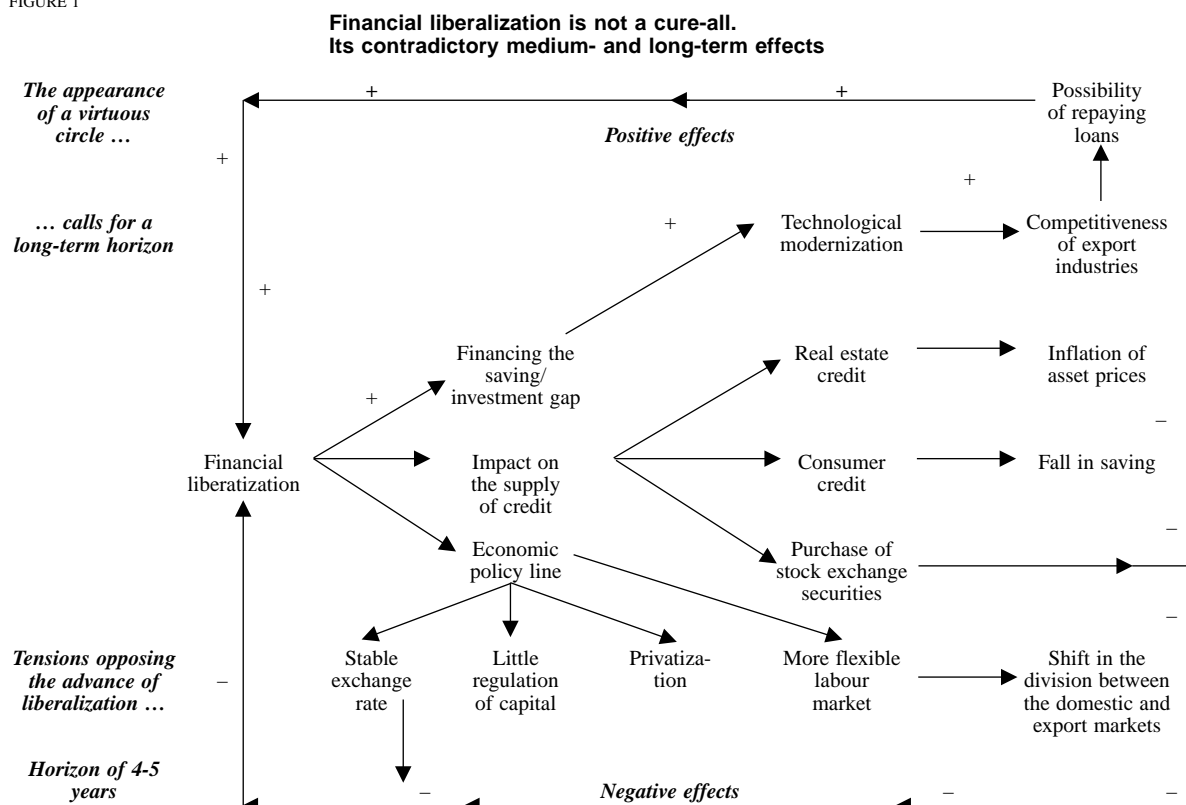 FIGURE 1
Financial liberalization is not a cure-all.
Its contradictory medium- and long-term effects
The appearance
of a virtuous
circle …
+
+
Positive effects
Possibility
of repaying
loans
+
+
… calls for a
long-term horizon
+
Technological
modernization
Competitiveness
of export
industries
+
Financing the
saving/
investment gap
+
Real estate
credit
Inflation of
asset prices
–
Financial
liberatization
Impact on
the supply
of credit
Consumer
credit
Fall in saving
–
Economic
policy line
Purchase of
stock exchange
securities
–
Tensions opposing
the advance of
liberalization …
–
Stable
exchange
rate
Little
regulation
of capital
Privatiza-
tion
More flexible
labour
market
Shift in the
division between
the domestic and
export markets
Horizon of 4-5
years
–
Negative effects
–
–